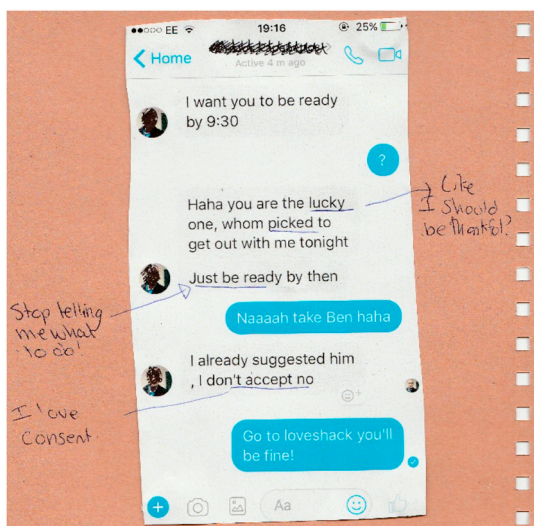 EE 19:16 25%
Home
Active 4 m ago
I want you to be ready
by 9:30
?
Haha you are the lucky
one, whom picked to
get out with me tonight
Like
I should
be thankful?
Just be ready by then
Stop telling
me what
to do!
Naaaah take Ben haha
I already suggested him
, I don't accept no
I love
consent.
Go to loveshack you'll
be fine!
Aa